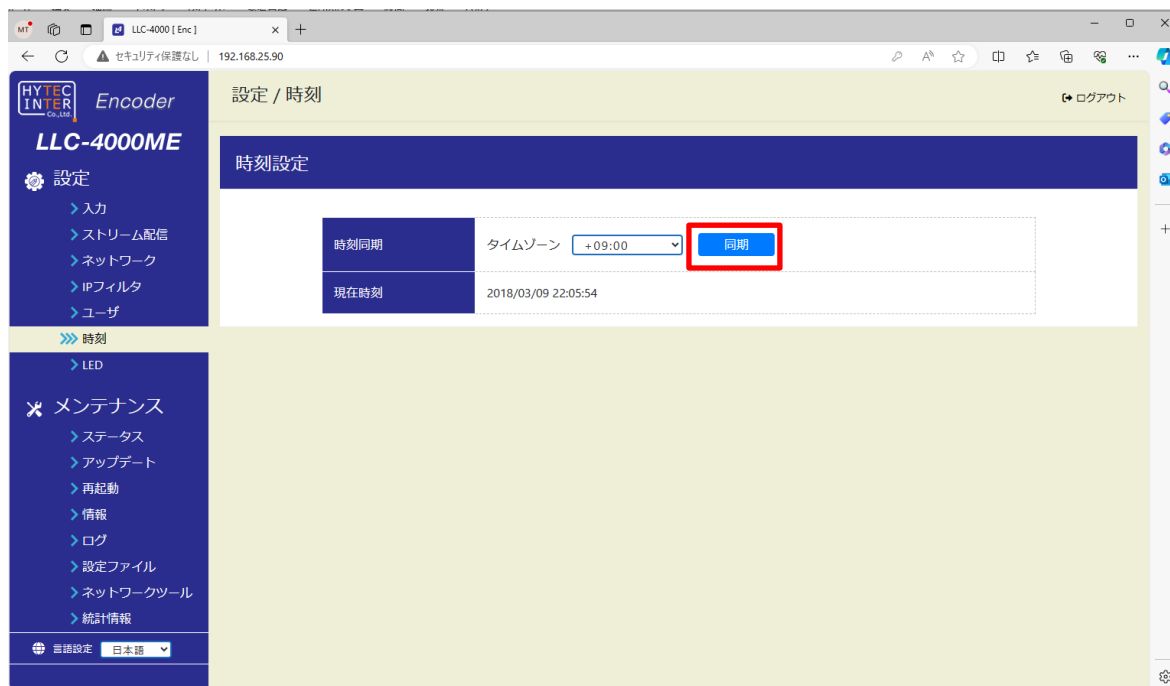 MT
LLC-4000 [ Enc ]
セキュリティ保護なし
192.168.25.90
HYTEC
INTER
Co.,Ltd.
Encoder
設定 / 時刻
ログアウト
LLC-4000ME
時刻設定
設定
入力
ストリーム配信
ネットワーク
IPフィルタ
ユーザ
時刻
LED
時刻同期
タイムゾーン
+09:00
同期
現在時刻
2018/03/09 22:05:54
メンテナンス
ステータス
アップデート
再起動
情報
ログ
設定ファイル
ネットワークツール
統計情報
言語設定
日本語